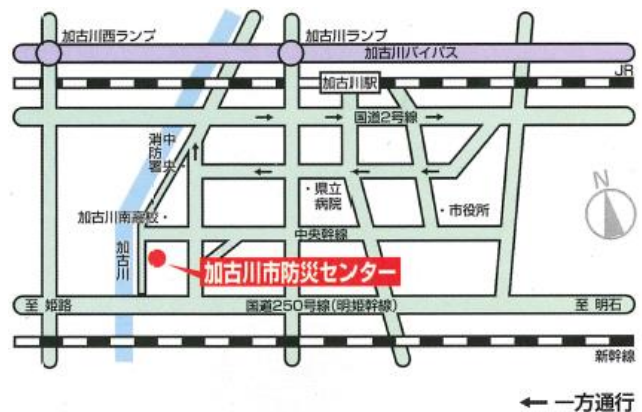 加古川西ランプ
加古川ランプ
加古川バイパス
JR
加古川駅
国道2号線
中央
消防署
・県立
病院
・市役所
N
加古川南高校・
中央幹線
加古川
加古川市防災センター
至 姫路
国道250号線(明姫幹線)
至 明石
新幹線
一方通行